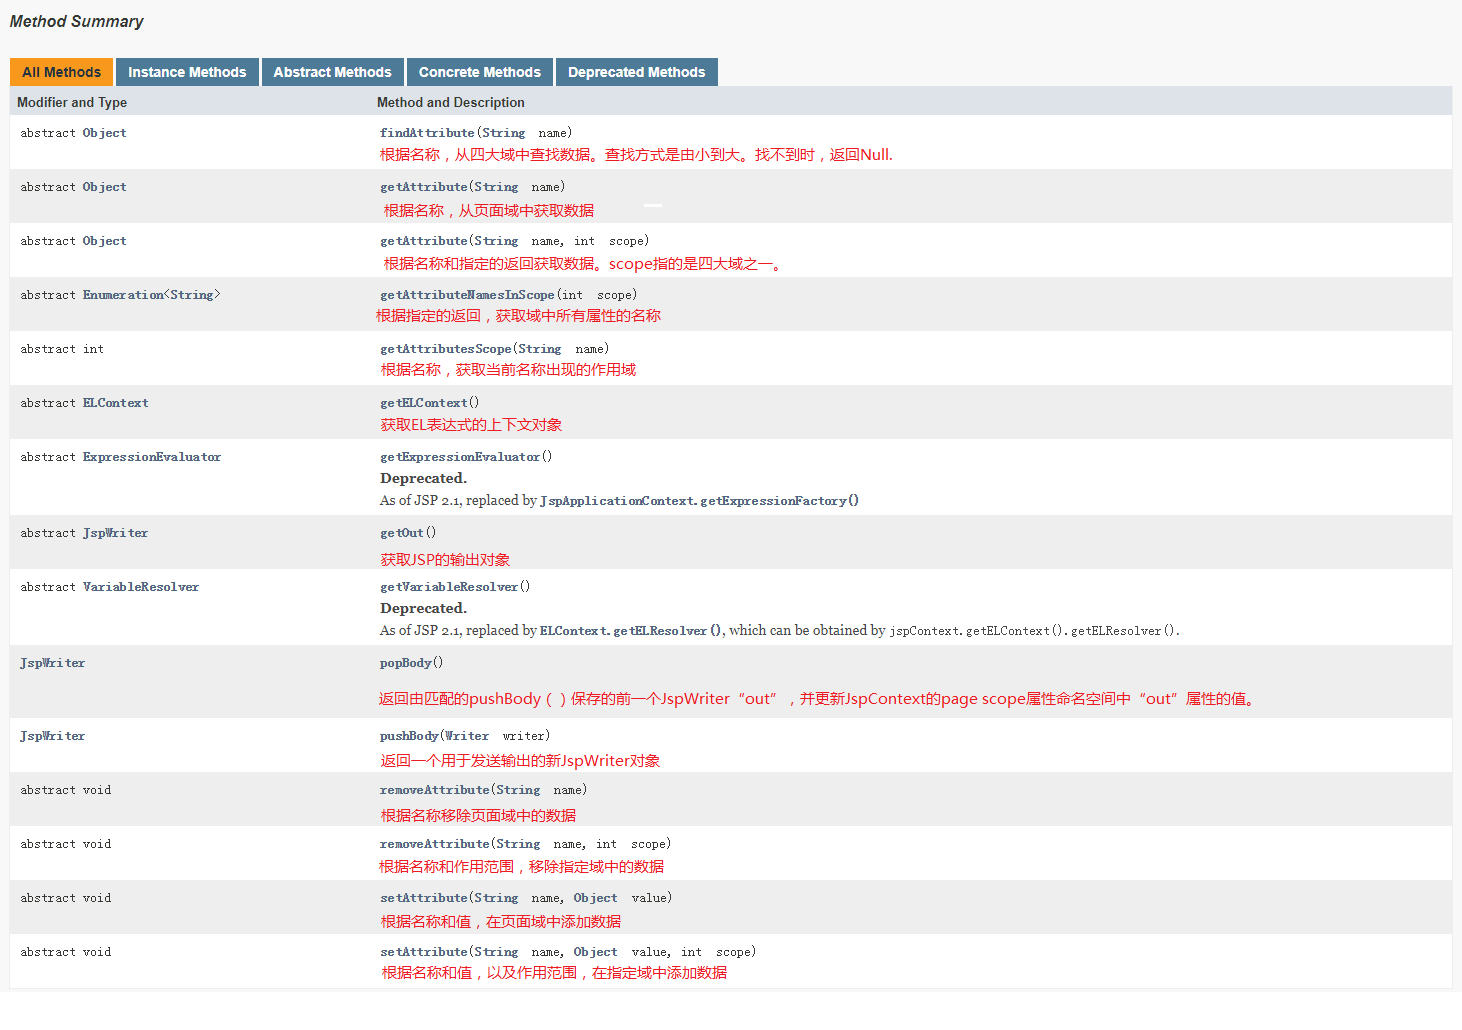 Method Summary
All Methods Instance Methods Abstract Methods Concrete Methods Deprecated Methods
Modifier and Type Method and Description
abstract Object findAttribute(String name)
根据名称，从四大域中查找数据。查找方式是由小到大。找不到时，返回Null.
abstract Object getAttribute(String name)
根据名称，从页面域中获取数据
abstract Object getAttribute(String name, int scope)
根据名称和指定的返回获取数据。scope指的是四大域之一。
abstract Enumeration<String> getAttributeNamesInScope(int scope)
根据指定的返回，获取域中所有属性的名称
abstract int getAttributesScope(String name)
根据名称，获取当前名称出现的作用域
abstract ELContext getELContext()
获取EL表达式的上下文对象
abstract ExpressionEvaluator getExpressionEvaluator()
Deprecated.
As of JSP 2.1, replaced by JspApplicationContext.getExpressionFactory()
abstract JspWriter getOut()
获取JSP的输出对象
abstract VariableResolver getVariableResolver()
Deprecated.
As of JSP 2.1, replaced by ELContext.getELResolver(), which can be obtained by jspContext.getELContext().getELResolver().
JspWriter popBody()
返回由匹配的pushBody（）保存的前一个JspWriter“out”，并更新JspContext的page scope属性命名空间中“out”属性的值。
JspWriter pushBody(Writer writer)
返回一个用于发送输出的新JspWriter对象
abstract void removeAttribute(String name)
根据名称移除页面域中的数据
abstract void removeAttribute(String name, int scope)
根据名称和作用范围，移除指定域中的数据
abstract void setAttribute(String name, Object value)
根据名称和值，在页面域中添加数据
abstract void setAttribute(String name, Object value, int scope)
根据名称和值，以及作用范围，在指定域中添加数据